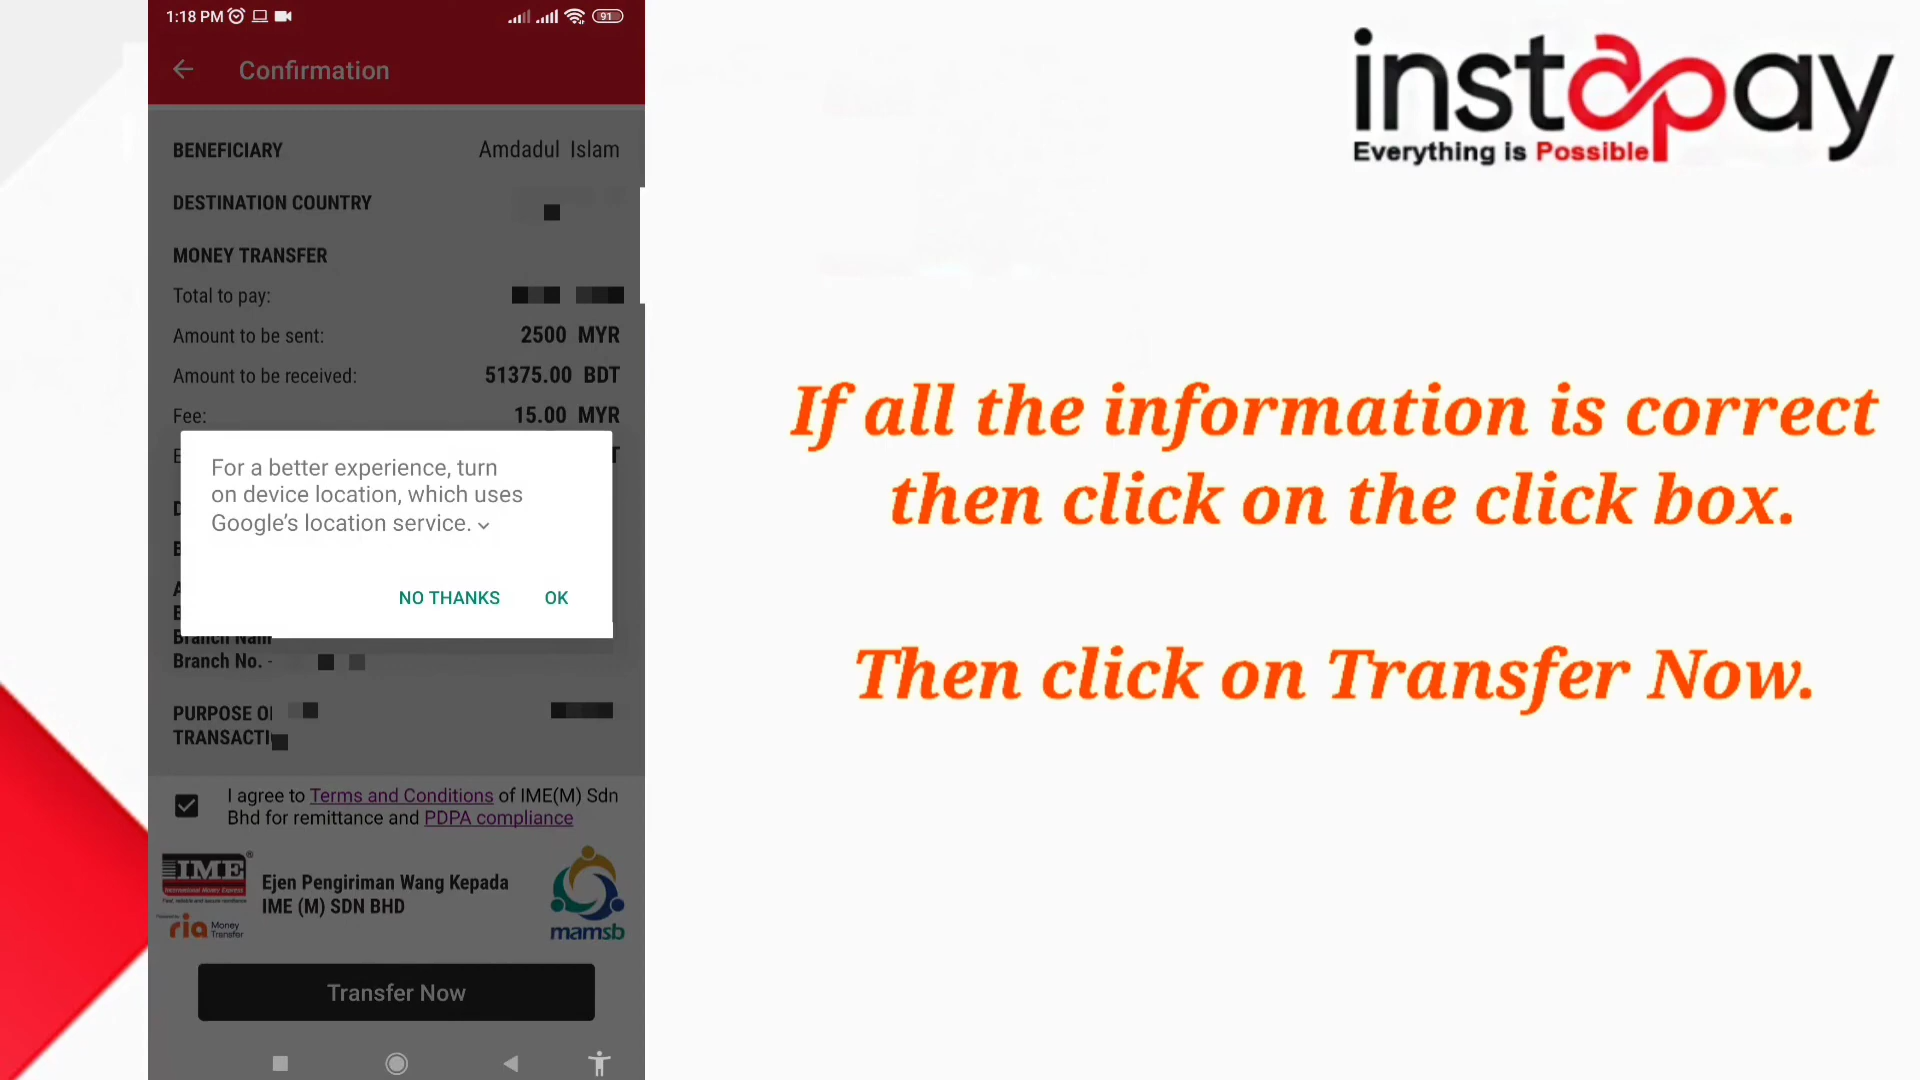 1:18 PM
91
Confirmation
BENEFICIARY Amdadul Islam
DESTINATION COUNTRY
MONEY TRANSFER
Total to pay:
Amount to be sent: 2500 MYR
Amount to be received: 51375.00 BDT
Fee: 15.00 MYR
For a better experience, turn
on device location, which uses
Google's location service.
NO THANKS OK
Branch No. -
PURPOSE OF
TRANSACTI
I agree to Terms and Conditions of IME(M) Sdn
Bhd for remittance and PDPA compliance
IME
ria Money
Transfer
Ejen Pengiriman Wang Kepada
IME (M) SDN BHD
mamsb
Transfer Now
instapay
Everything is Possible
If all the information is correct
then click on the click box.
Then click on Transfer Now.